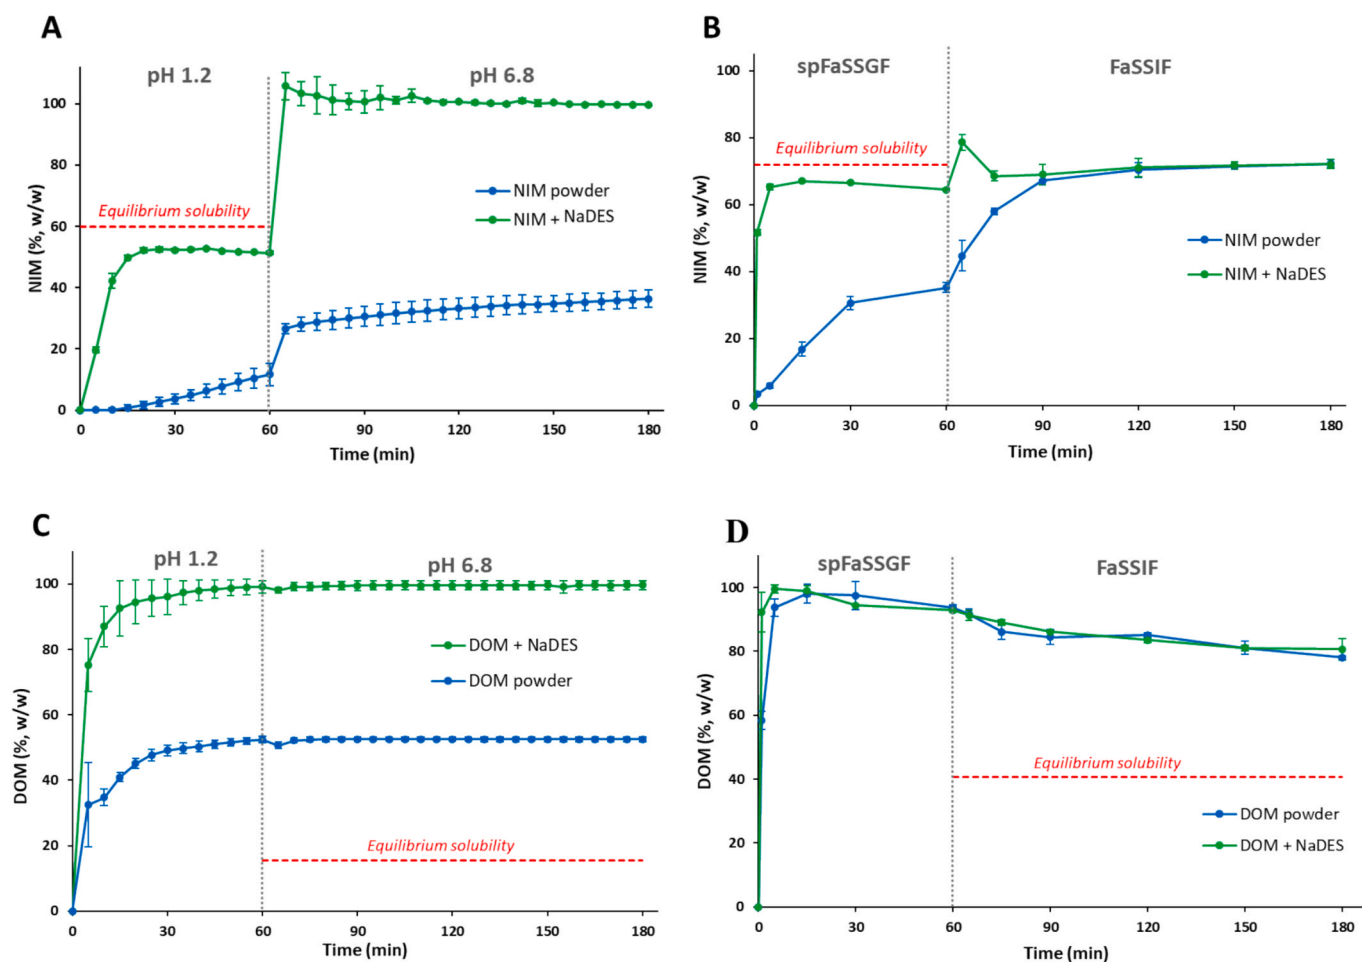 A
pH 1.2
pH 6.8
100
80
60
40
20
0
NIM (%, w/w)
Equilibrium solubility
NIM powder
NIM + NaDES
0 30 60 90 120 150 180
Time (min)
B
spFaSSGF
FaSSIF
100
80
60
40
20
0
NIM (%, w/w)
Equilibrium solubility
NIM powder
NIM + NaDES
0 30 60 90 120 150 180
Time (min)
C
pH 1.2
pH 6.8
100
80
60
40
20
0
DOM (%, w/w)
DOM + NaDES
DOM powder
Equilibrium solubility
0 30 60 90 120 150 180
Time (min)
D
spFaSSGF
FaSSIF
100
80
60
40
20
0
DOM (%, w/w)
Equilibrium solubility
DOM powder
DOM + NaDES
0 30 60 90 120 150 180
Time (min)